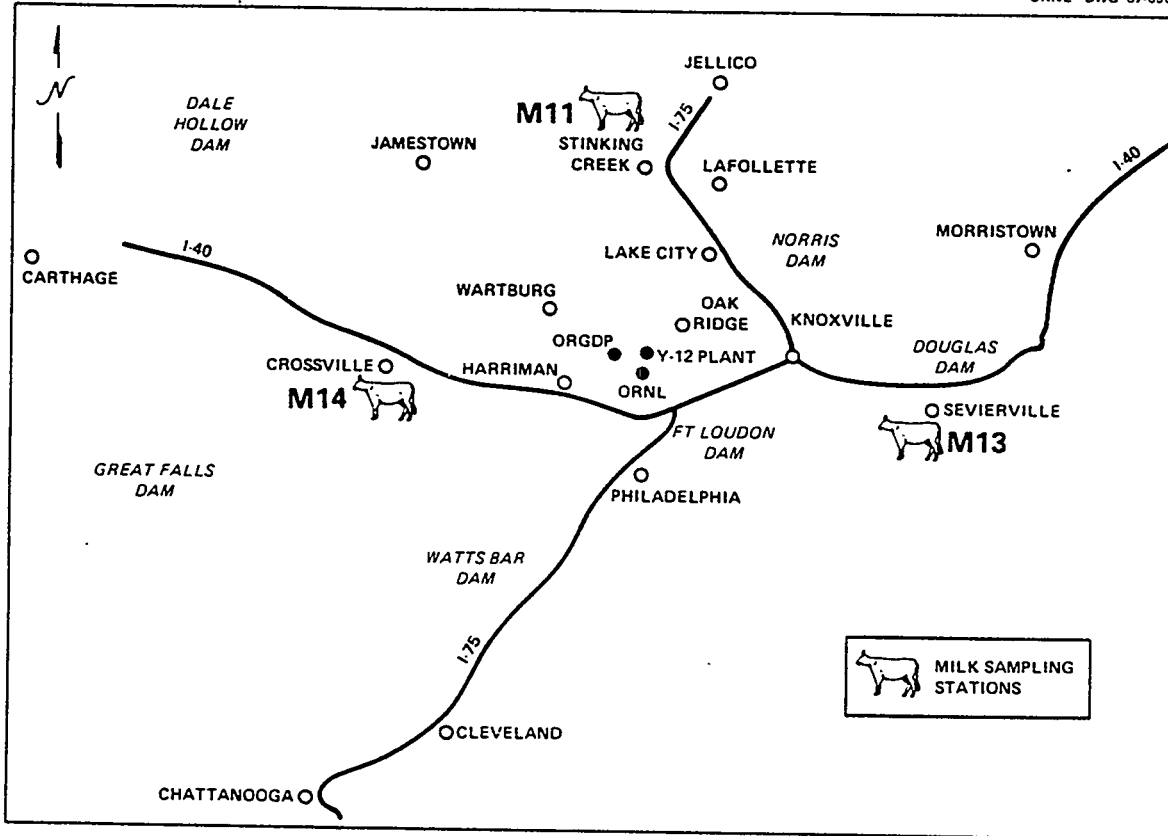 N
DALE
HOLLOW
DAM
JELLICO
M11
I-75
STINKING
CREEK
JAMESTOWN
LAFOLLETTE
I-40
MORRISTOWN
NORRIS
DAM
LAKE CITY
I-40
CARTHAGE
WARTBURG
OAK
RIDGE
KNOXVILLE
ORGDP
Y-12 PLANT
DOUGLAS
DAM
CROSSVILLE
HARRIMAN
ORNL
M14
SEVIERVILLE
M13
FT LOUDON
DAM
GREAT FALLS
DAM
PHILADELPHIA
WATTS BAR
DAM
I-75
MILK SAMPLING
STATIONS
CLEVELAND
CHATTANOOGA